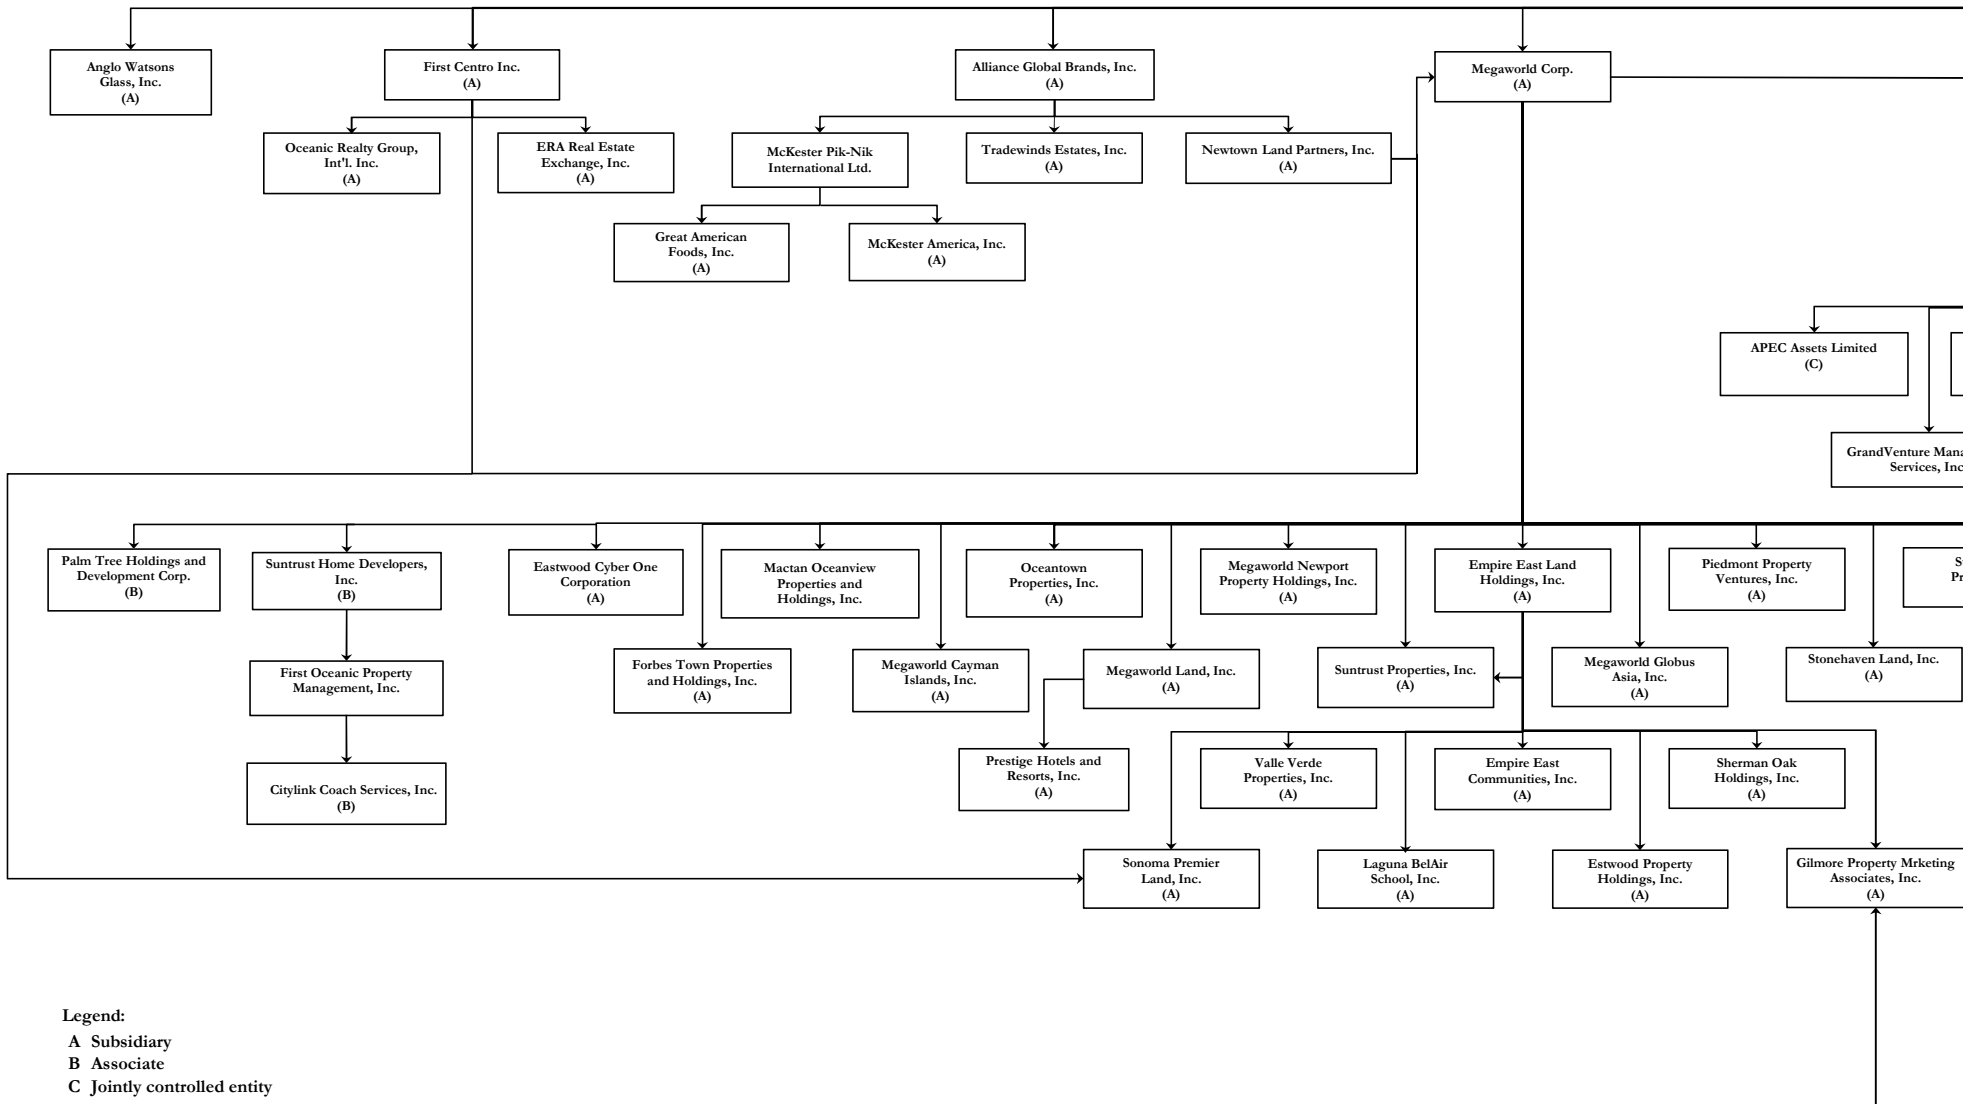 Anglo Watsons
Glass, Inc.
(A)
First Centro Inc.
(A)
Alliance Global Brands, Inc.
(A)
Megaworld Corp.
(A)
Oceanic Realty Group,
Int'l. Inc.
(A)
ERA Real Estate
Exchange, Inc.
(A)
McKester Pik-Nik
International Ltd.
Tradewinds Estates, Inc.
(A)
Newtown Land Partners, Inc.
(A)
Great American
Foods, Inc.
(A)
McKester America, Inc.
(A)
APEC Assets Limited
(C)
GrandVenture Mana
Services, Inc
Palm Tree Holdings and
Development Corp.
(B)
Suntrust Home Developers,
Inc.
(B)
Eastwood Cyber One
Corporation
(A)
Mactan Oceanview
Properties and
Holdings, Inc.
Oceantown
Properties, Inc.
(A)
Megaworld Newport
Property Holdings, Inc.
(A)
Empire East Land
Holdings, Inc.
(A)
Piedmont Property
Ventures, Inc.
(A)
S
Pr
First Oceanic Property
Management, Inc.
Forbes Town Properties
and Holdings, Inc.
(A)
Megaworld Cayman
Islands, Inc.
(A)
Megaworld Land, Inc.
(A)
Suntrust Properties, Inc.
(A)
Megaworld Globus
Asia, Inc.
(A)
Stonehaven Land, Inc.
(A)
Citylink Coach Services, Inc.
(B)
Prestige Hotels and
Resorts, Inc.
(A)
Valle Verde
Properties, Inc.
(A)
Empire East
Communities, Inc.
(A)
Sherman Oak
Holdings, Inc.
(A)
Sonoma Premier
Land, Inc.
(A)
Laguna BelAir
School, Inc.
(A)
Estwood Property
Holdings, Inc.
(A)
Gilmore Property Mrketing
Associates, Inc.
(A)
Legend:
A Subsidiary
B Associate
C Jointly controlled entity